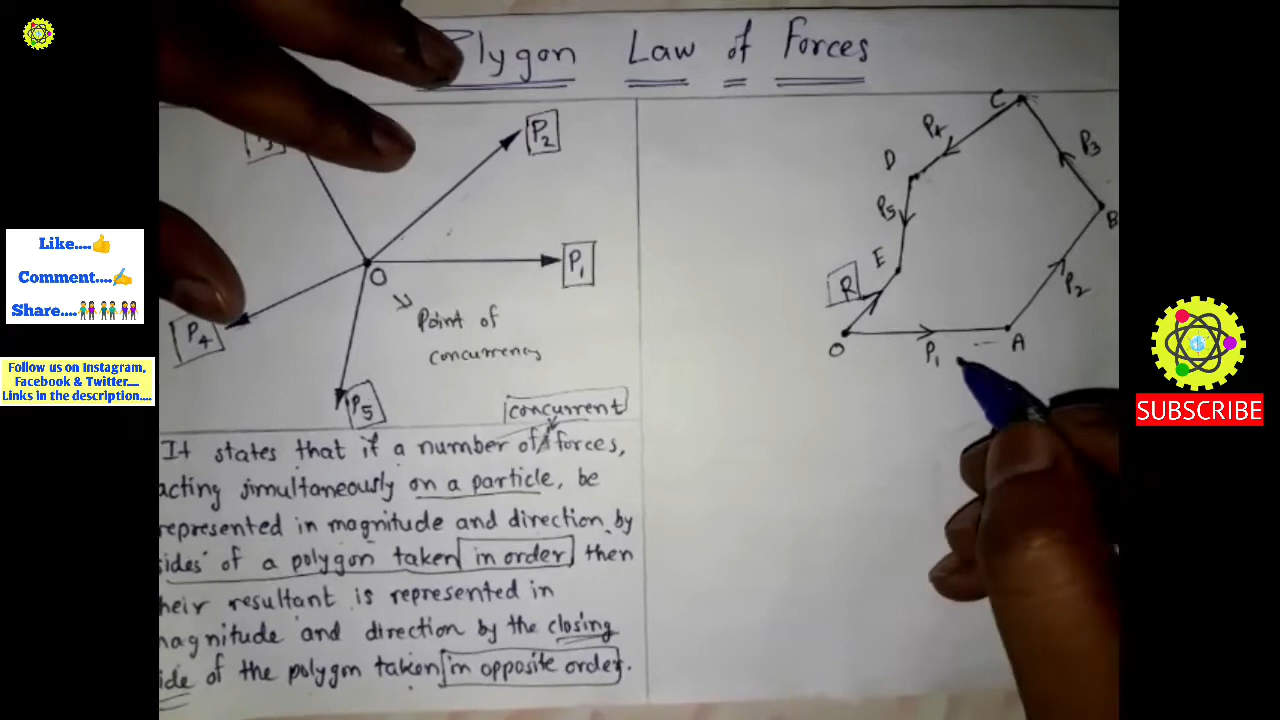 Polygon Law of Forces
P2
P1
O
Point of
concurrency
P4
P5
concurrent
It states that if a number of forces,
acting simultaneously on a particle, be
represented in magnitude and direction by
sides of a polygon taken in order then
heir resultant is represented in
magnitude and direction by the closing
ide of the polygon taken in opposite order.
C
P4
P3
D
P5
B
E
R
P2
O
P1
A
Like....👍
Comment....✍
Share....👫👬👭
Follow us on Instagram,
Facebook & Twitter....
Links in the description....
SUBSCRIBE